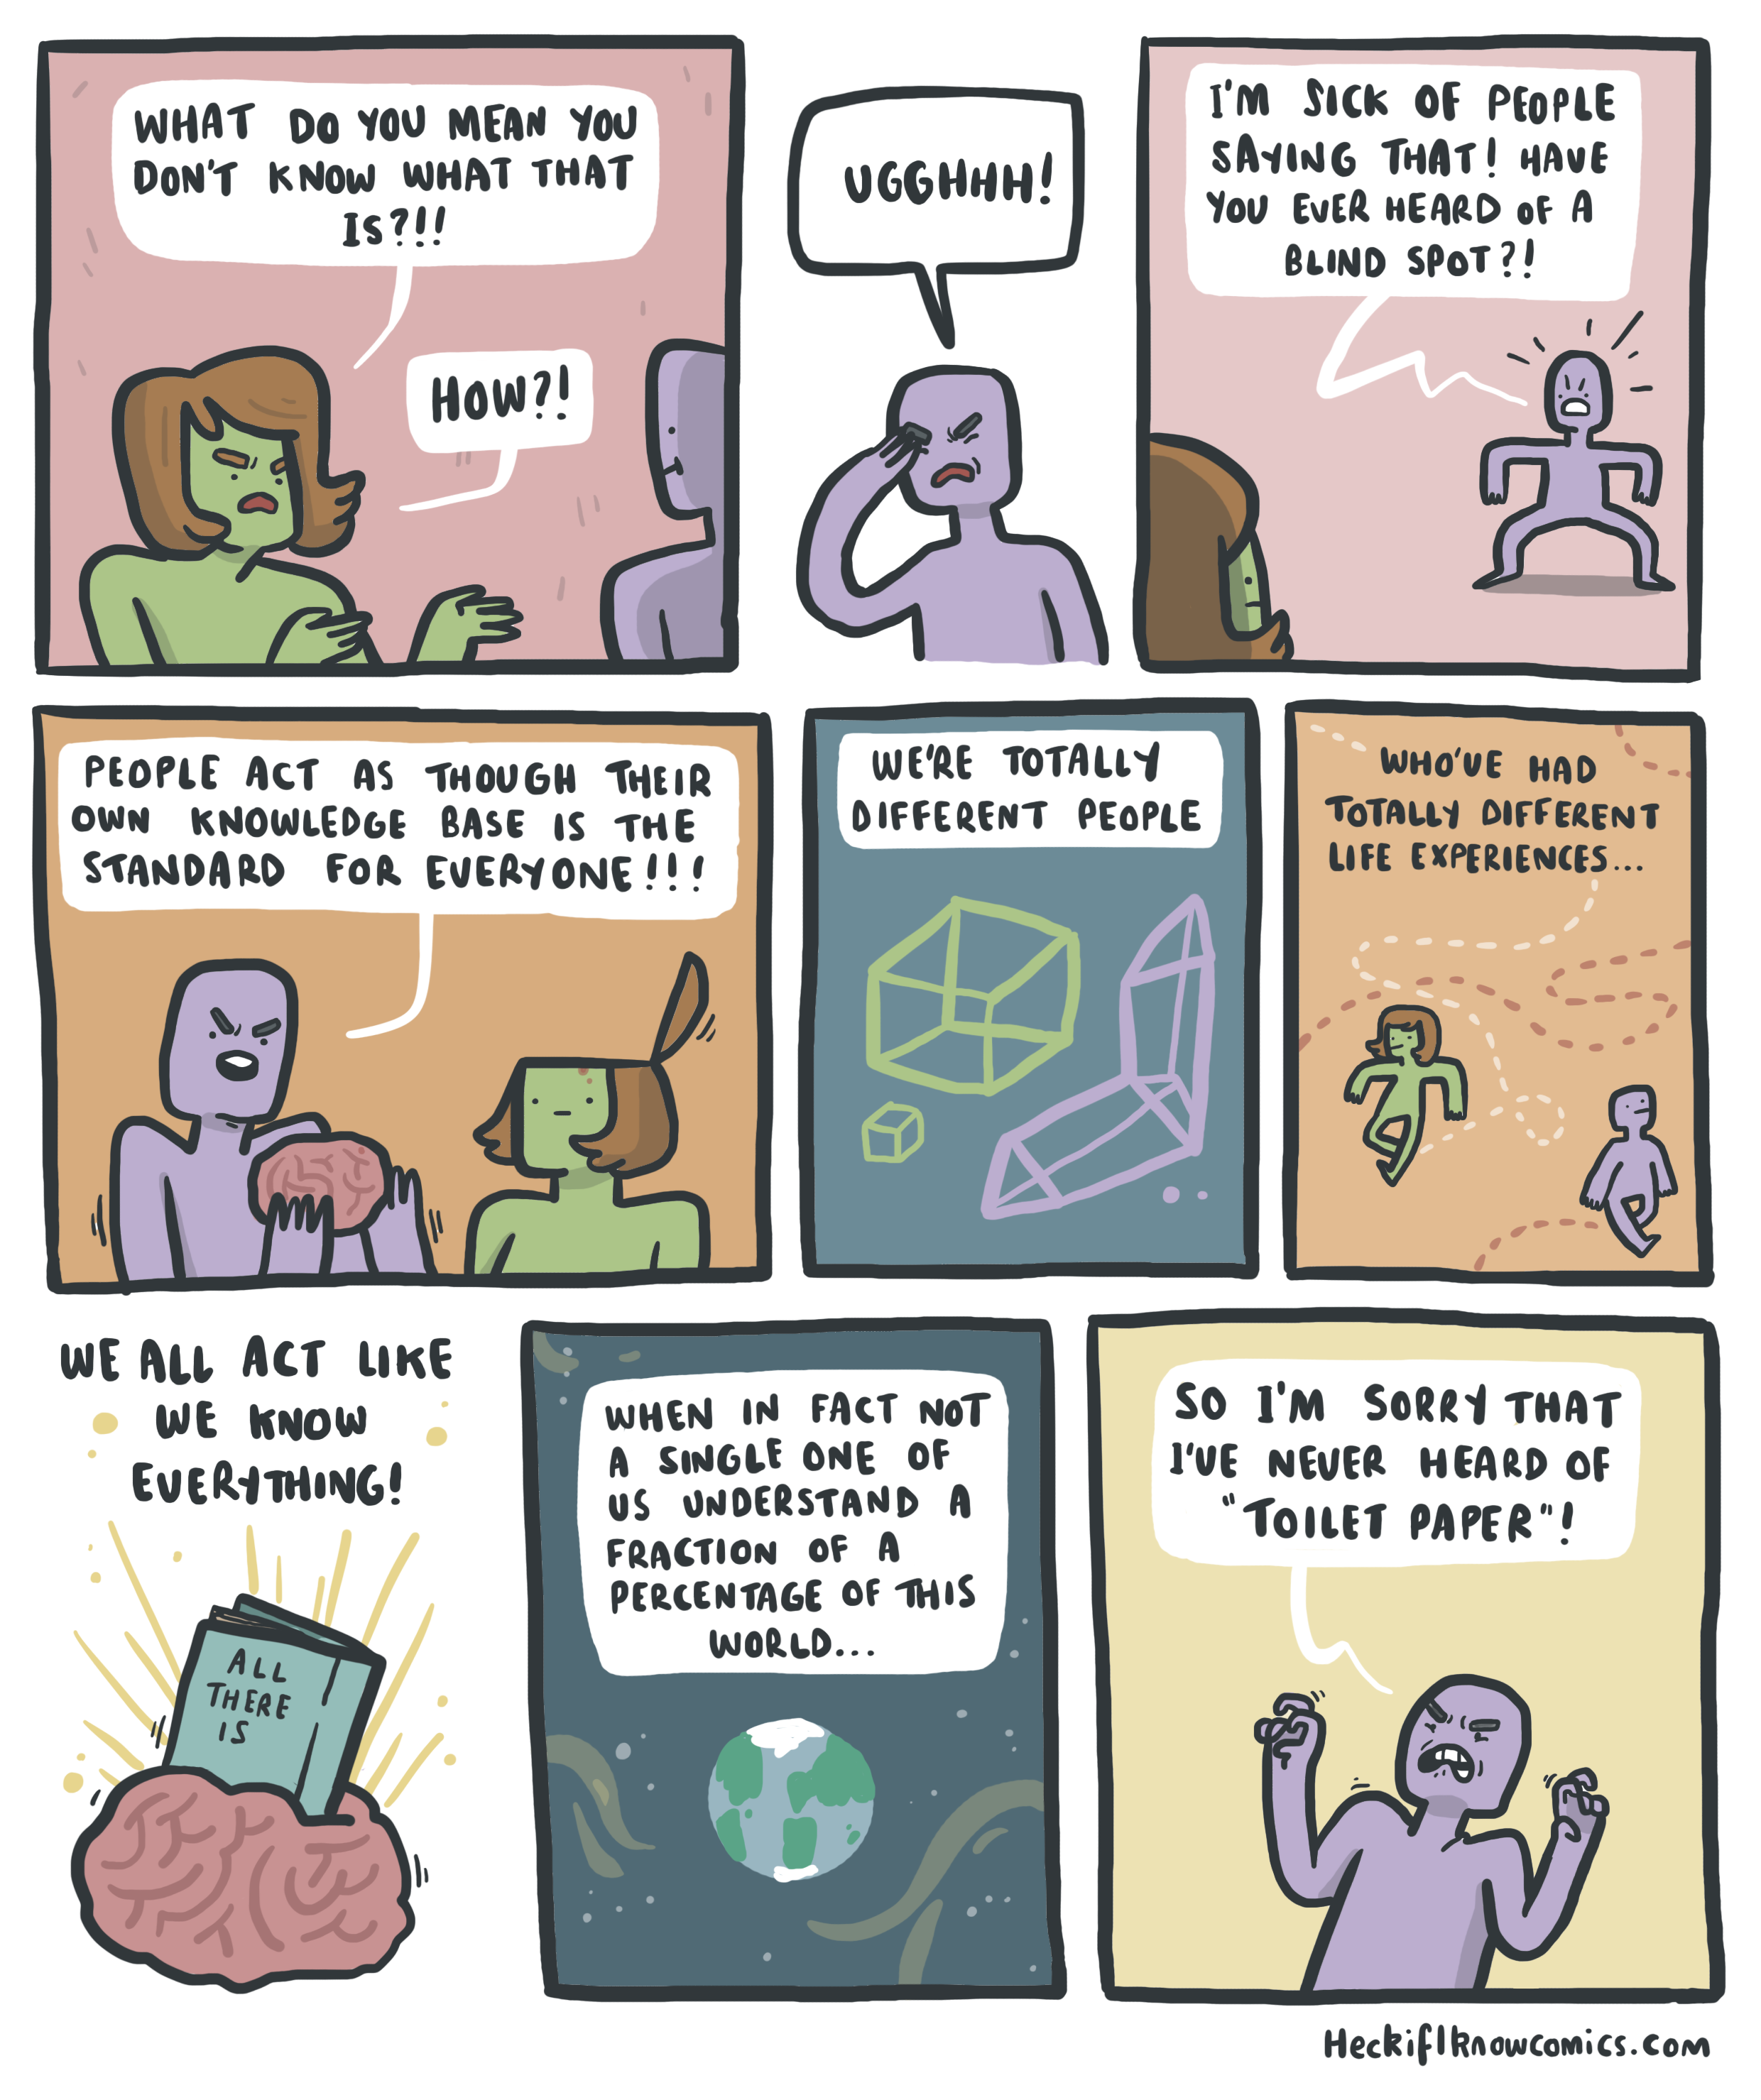 WHAT DO YOU MEAN YOU
DON'T KNOW WHAT THAT
IS?!!
HOW?!
UGGHHH!
I'M SICK OF PEOPLE
SAYING THAT! HAVE
YOU EVER HEARD OF A
BLIND SPOT?!
PEOPLE ACT AS THOUGH THEIR
OWN KNOWLEDGE BASE IS THE
STANDARD FOR EVERYONE!!!
WE'RE TOTALLY
DIFFERENT PEOPLE
WHO'VE HAD
TOTALLY DIFFERENT
LIFE EXPERIENCES...
WE ALL ACT LIKE
WE KNOW
EVERYTHING!
ALL
THERE
IS
WHEN IN FACT NOT
A SINGLE ONE OF
US UNDERSTAND A
FRACTION OF A
PERCENTAGE OF THIS
WORLD...
SO I'M SORRY THAT
I'VE NEVER HEARD OF
"TOILET PAPER"!
HeckifIknowcomics.com